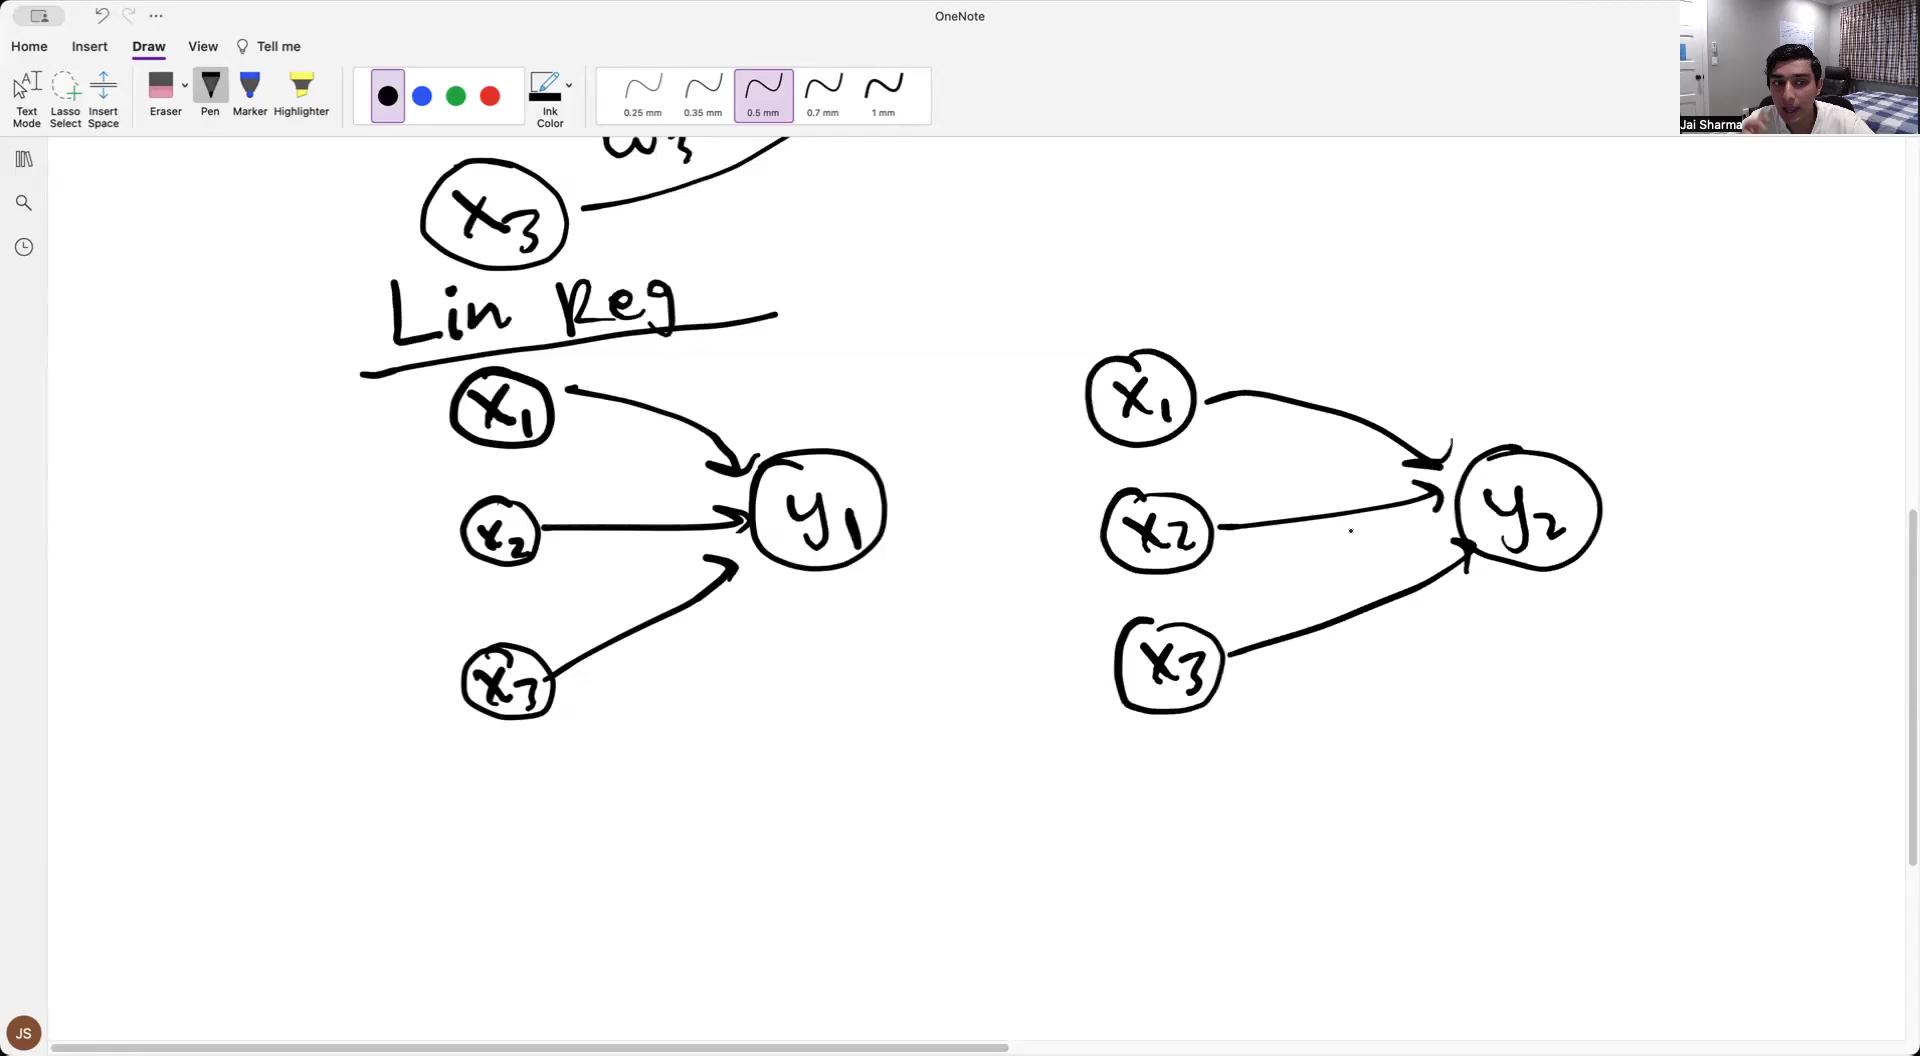 OneNote
Home Insert Draw View Tell me
Text Mode
Lasso Select
Insert Space
Eraser
Pen
Marker
Highlighter
Ink Color
0.25 mm
0.35 mm
0.5 mm
0.7 mm
1 mm
Jai Sharma
w3
x3
Lin Reg
x1
x2
x3
y1
x1
x2
x3
y2
JS